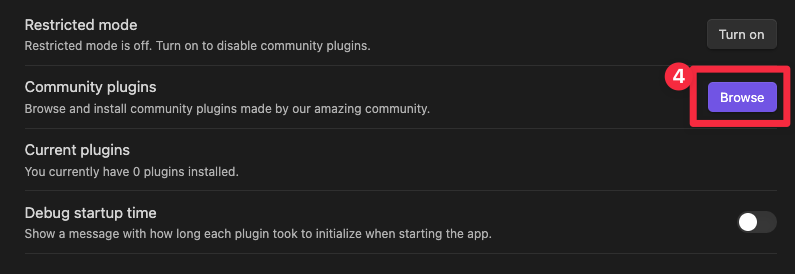 Restricted mode
Restricted mode is off. Turn on to disable community plugins.
Turn on
Community plugins
Browse and install community plugins made by our amazing community.
4
Browse
Current plugins
You currently have 0 plugins installed.
Debug startup time
Show a message with how long each plugin took to initialize when starting the app.